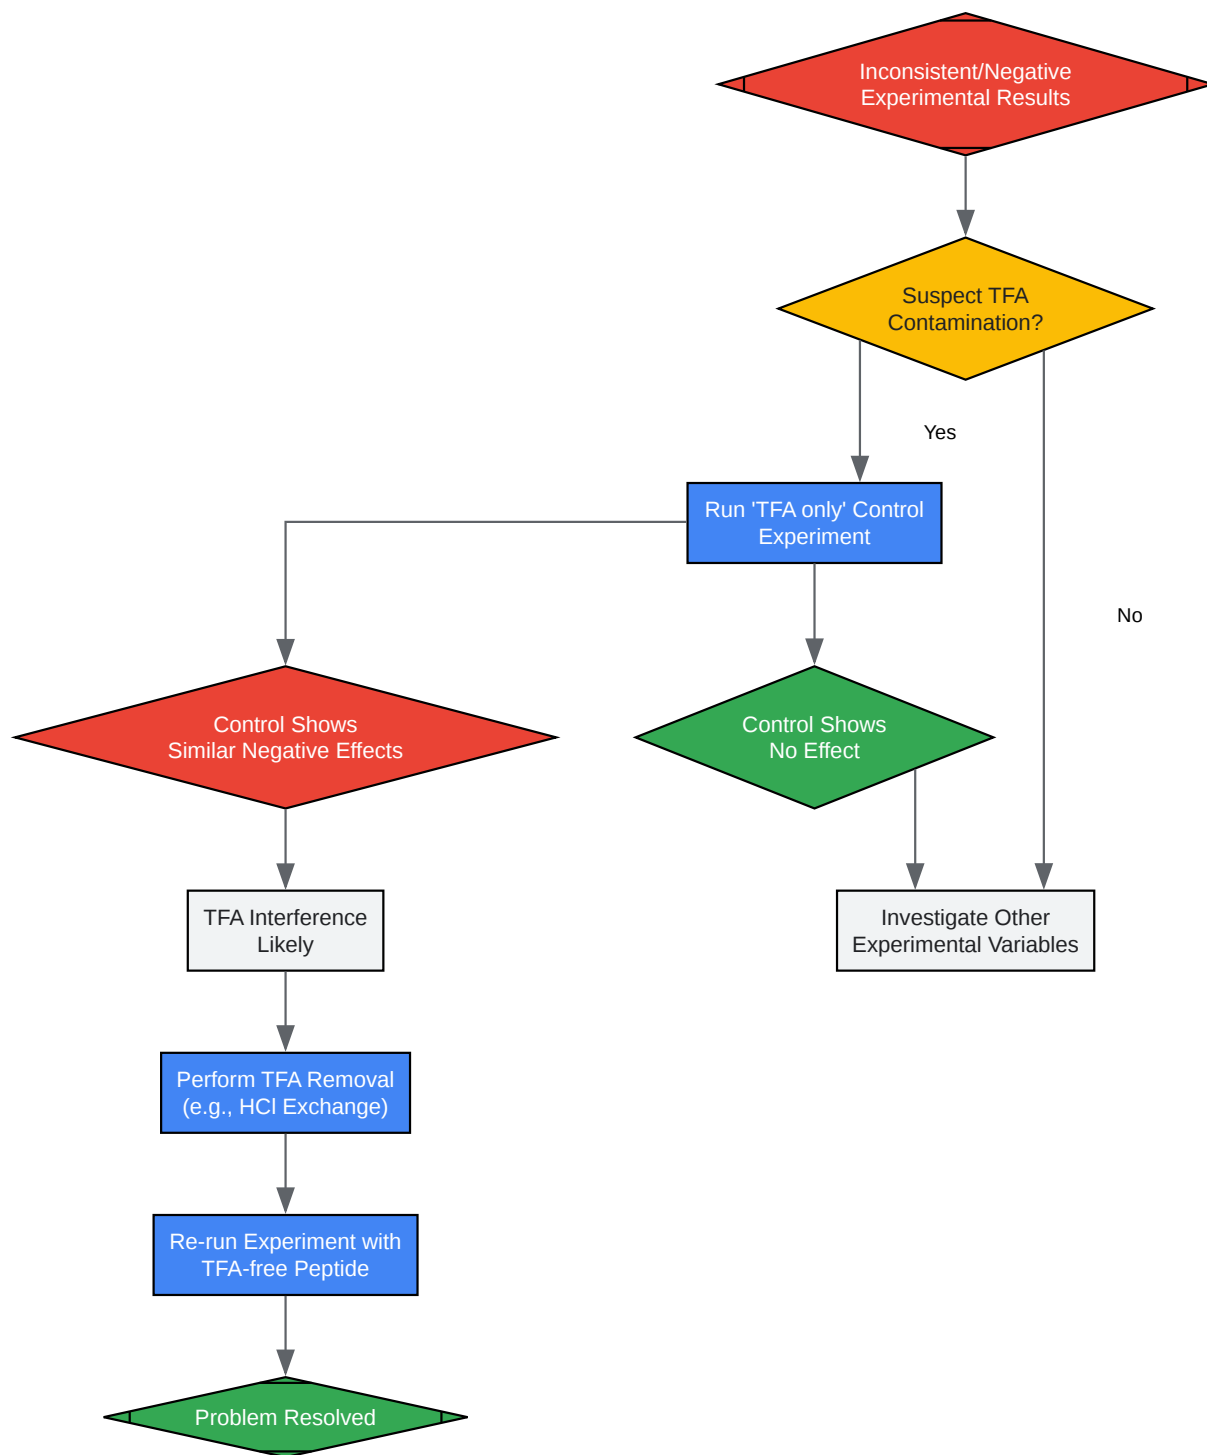 Inconsistent/Negative
Experimental Results
Suspect TFA
Contamination?
Yes
Run 'TFA only' Control
Experiment
No
Control Shows
Similar Negative Effects
Control Shows
No Effect
TFA Interference
Likely
Investigate Other
Experimental Variables
Perform TFA Removal
(e.g., HCl Exchange)
Re-run Experiment with
TFA-free Peptide
Problem Resolved